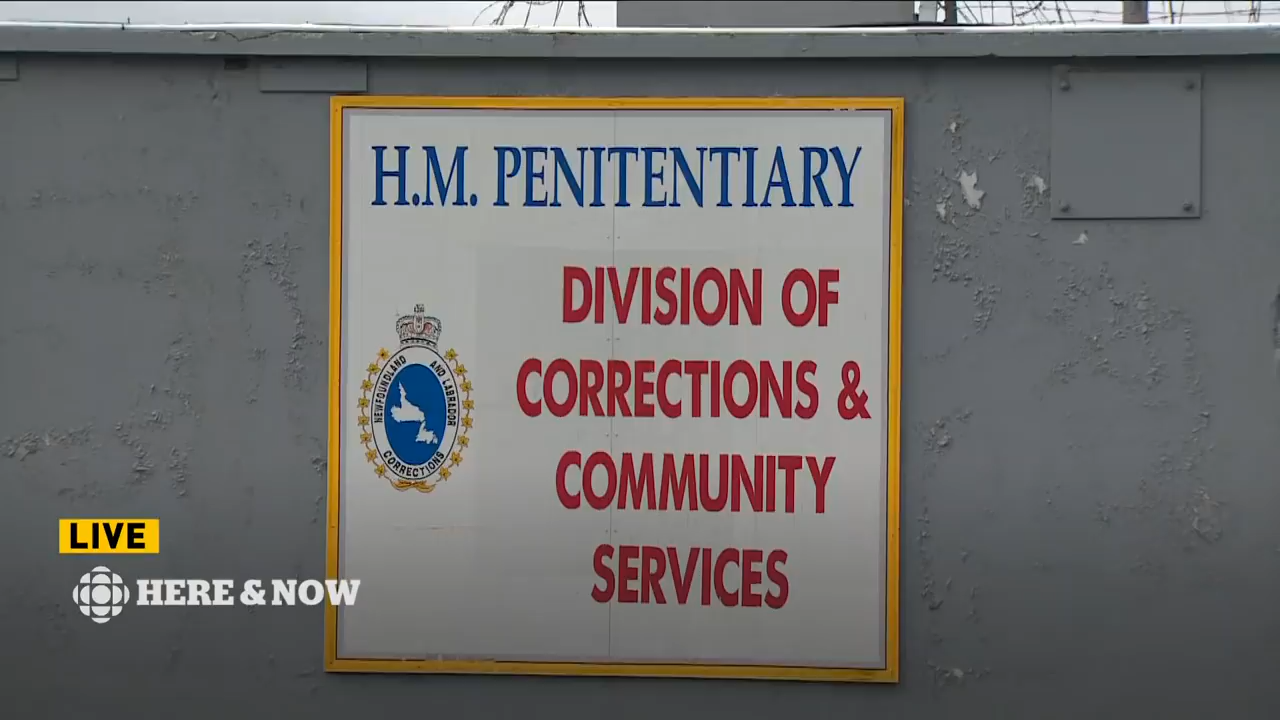 H.M. PENITENTIARY
DIVISION OF
CORRECTIONS &
COMMUNITY
SERVICES
NEWFOUNDLAND AND LABRADOR
CORRECTIONS
LIVE
HERE & NOW